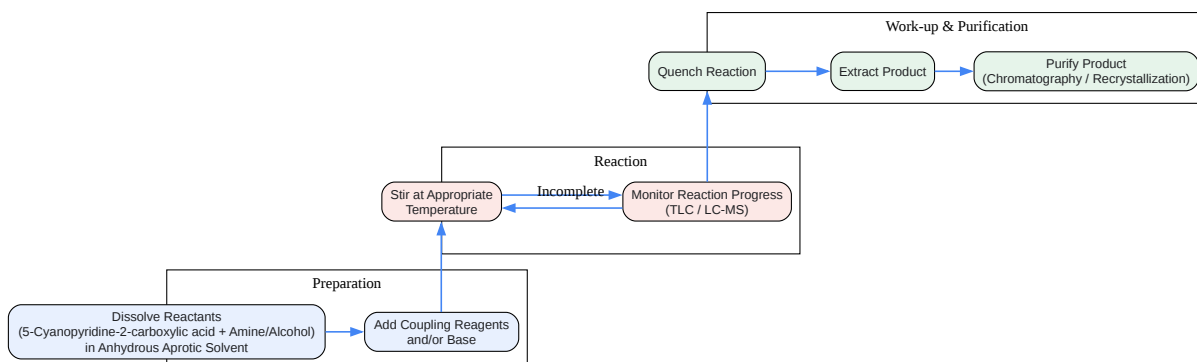 Work-up & Purification
Quench Reaction
Extract Product
Purify Product
(Chromatography / Recrystallization)
Reaction
Stir at Appropriate
Temperature
Incomplete
Monitor Reaction Progress
(TLC / LC-MS)
Preparation
Dissolve Reactants
(5-Cyanopyridine-2-carboxylic acid + Amine/Alcohol)
in Anhydrous Aprotic Solvent
Add Coupling Reagents
and/or Base